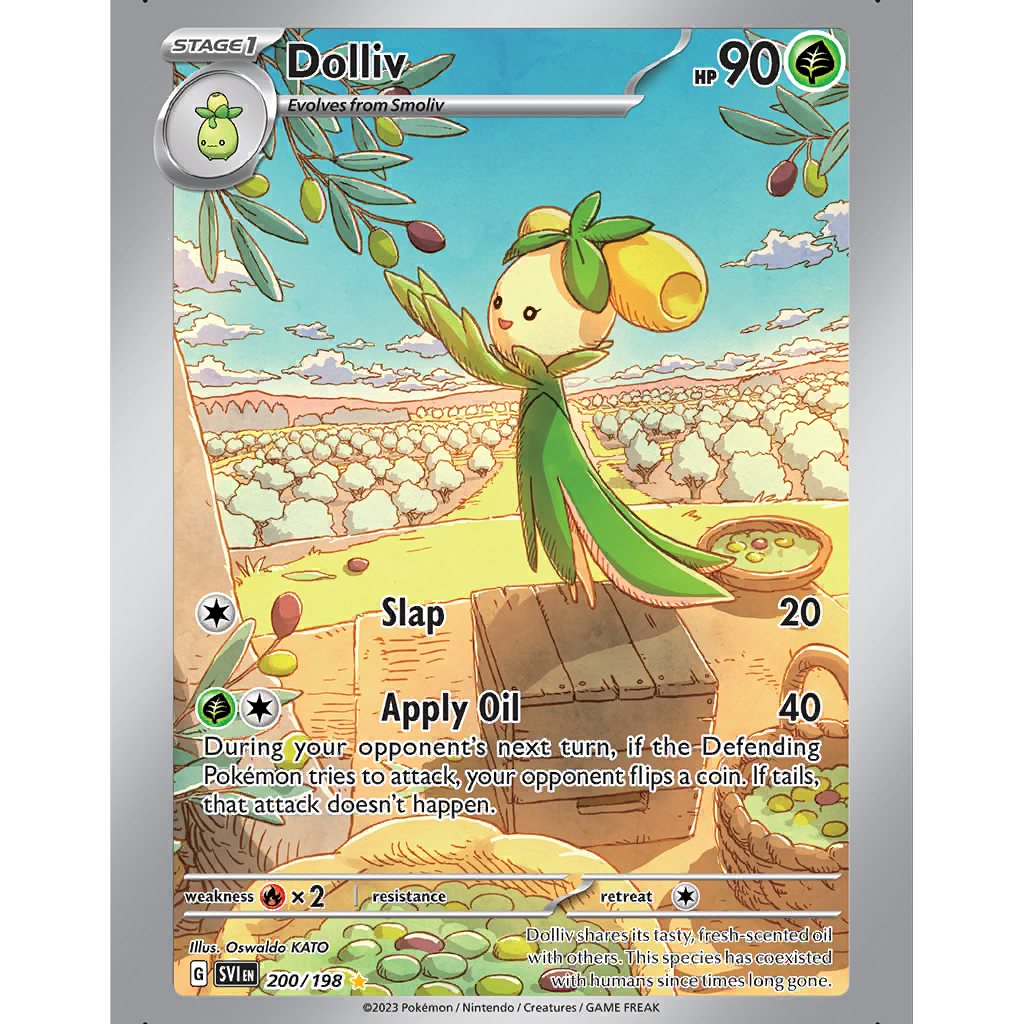 STAGE1
Dolliv
HP 90
Evolves from Smoliv
Slap 20
Apply Oil 40
During your opponent's next turn, if the Defending
Pokémon tries to attack, your opponent flips a coin. If tails,
that attack doesn't happen.
weakness ×2 resistance retreat
Illus. Oswaldo KATO
G SVI EN 200/198
Dolliv shares its tasty, fresh-scented oil
with others. This species has coexisted
with humans since times long gone.
©2023 Pokémon / Nintendo / Creatures / GAME FREAK